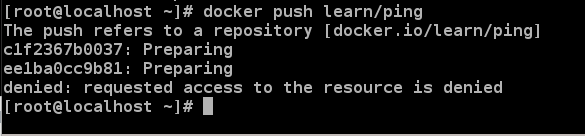 [root@localhost ~]# docker push learn/ping
The push refers to a repository [docker.io/learn/ping]
c1f2367b0037: Preparing
ee1ba0cc9b81: Preparing
denied: requested access to the resource is denied
[root@localhost ~]#